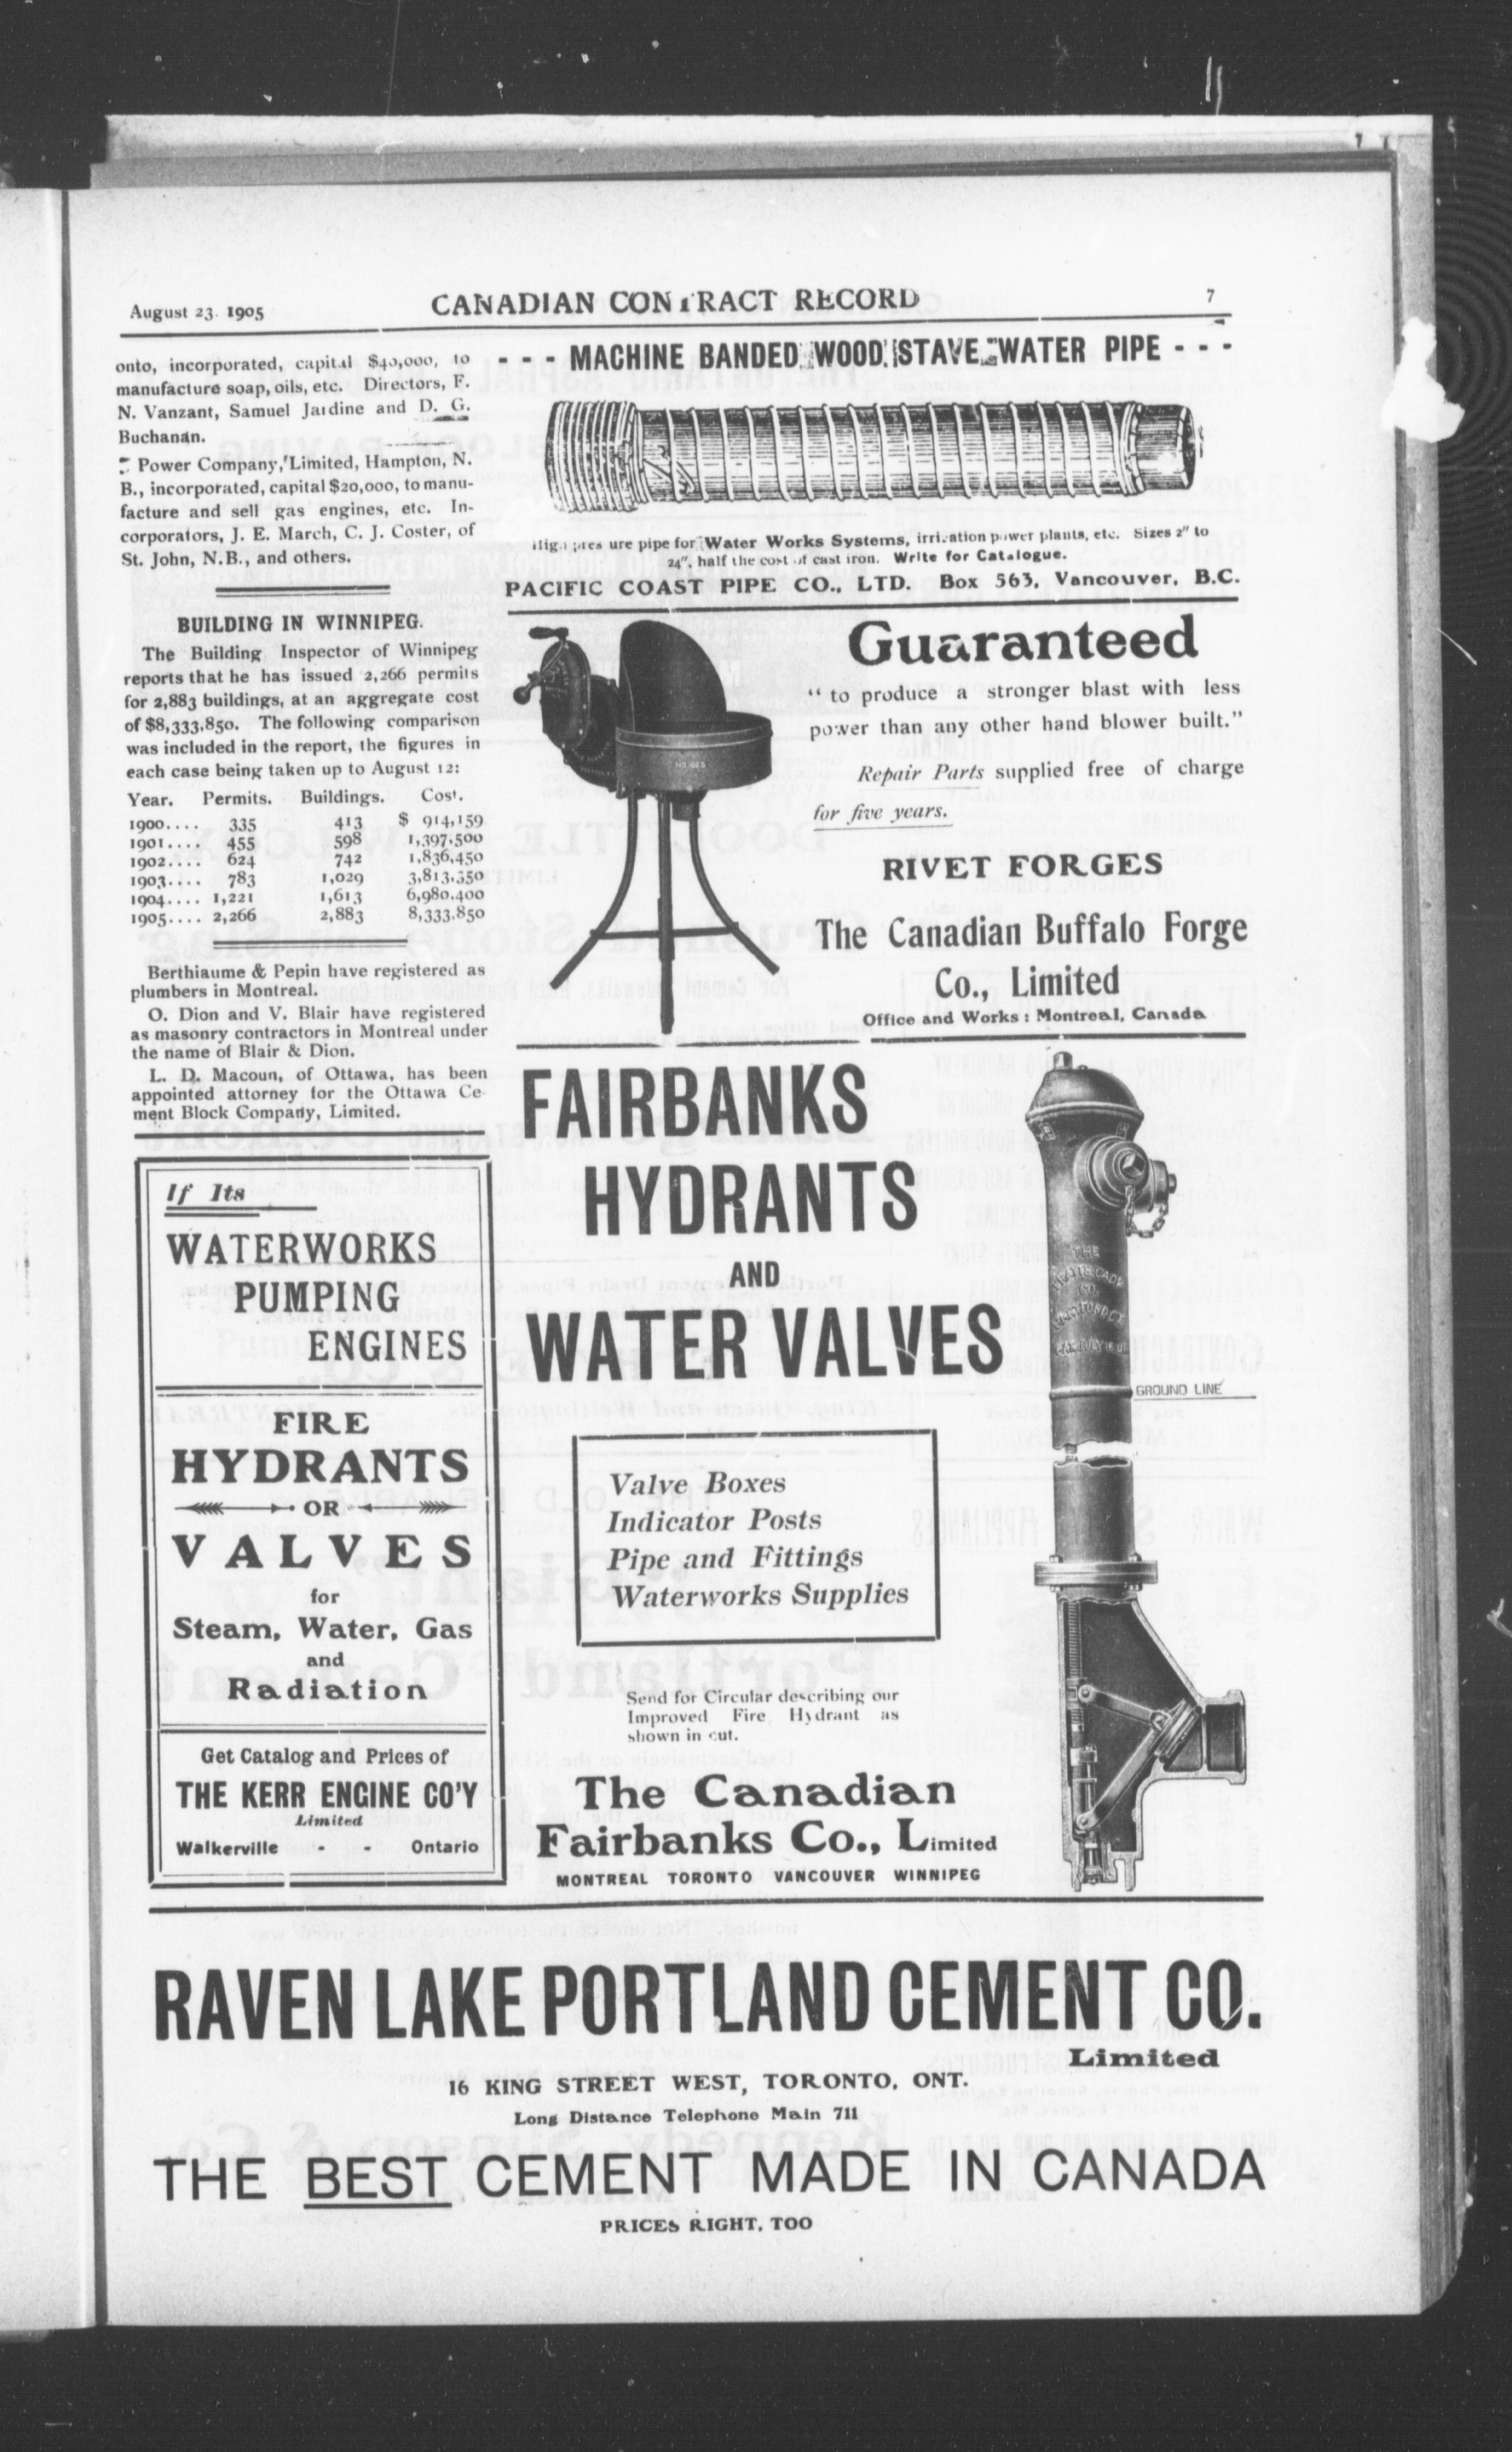 August 23. 1905
CANADIAN CONTRACT RECORD
7
onto, incorporated, capital $40,000, to
manufacture soap, oils, etc. Directors, F.
N. Vanzant, Samuel Jardine and D. G.
Buchanan.
Power Company, Limited, Hampton, N.
B., incorporated, capital $20,000, to manu-
facture and sell gas engines, etc. In-
corporators, J. E. March, C. J. Coster, of
St. John, N.B., and others.
BUILDING IN WINNIPEG.
The Building Inspector of Winnipeg
reports that he has issued 2,266 permits
for 2,883 buildings, at an aggregate cost
of $8,333.850. The following comparison
was included in the report, the figures in
each case being taken up to August 12:
Year. Permits. Buildings. Cost.
1900.... 335 413 $ 914,159
1901.... 455 598 1,397,500
1902.... 624 742 1,836,450
1903.... 783 1,029 3,813,350
1904.... 1,221 1,613 6,980,400
1905.... 2,266 2,883 8,333.850
Berthiaume & Pepin have registered as
plumbers in Montreal.
O. Dion and V. Blair have registered
as masonry contractors in Montreal under
the name of Blair & Dion.
L. D. Macoun, of Ottawa, has been
appointed attorney for the Ottawa Ce-
ment Block Company, Limited.
If Its
WATERWORKS
PUMPING
ENGINES
FIRE
HYDRANTS
OR
VALVES
for
Steam, Water, Gas
and
Radiation
Get Catalog and Prices of
THE KERR ENGINE CO'Y
Limited
Walkerville - - Ontario
- - - MACHINE BANDED WOOD STAVE WATER PIPE - - -
High pressure pipe for Water Works Systems, irrigation power plants, etc. Sizes 2" to
24", half the cost of cast iron. Write for Catalogue.
PACIFIC COAST PIPE CO., LTD. Box 563, Vancouver, B.C.
Guaranteed
"to produce a stronger blast with less
power than any other hand blower built."
Repair Parts supplied free of charge
for five years.
RIVET FORGES
The Canadian Buffalo Forge
Co., Limited
Office and Works: Montreal, Canada
FAIRBANKS
HYDRANTS
AND
WATER VALVES
Valve Boxes
Indicator Posts
Pipe and Fittings
Waterworks Supplies
Send for Circular describing our
Improved Fire Hydrant as
shown in cut.
The Canadian
Fairbanks Co., Limited
MONTREAL TORONTO VANCOUVER WINNIPEG
THE
CO.
GROUND LINE
RAVEN LAKE PORTLAND CEMENT CO.
Limited
16 KING STREET WEST, TORONTO, ONT.
Long Distance Telephone Main 711
THE BEST CEMENT MADE IN CANADA
PRICES RIGHT, TOO